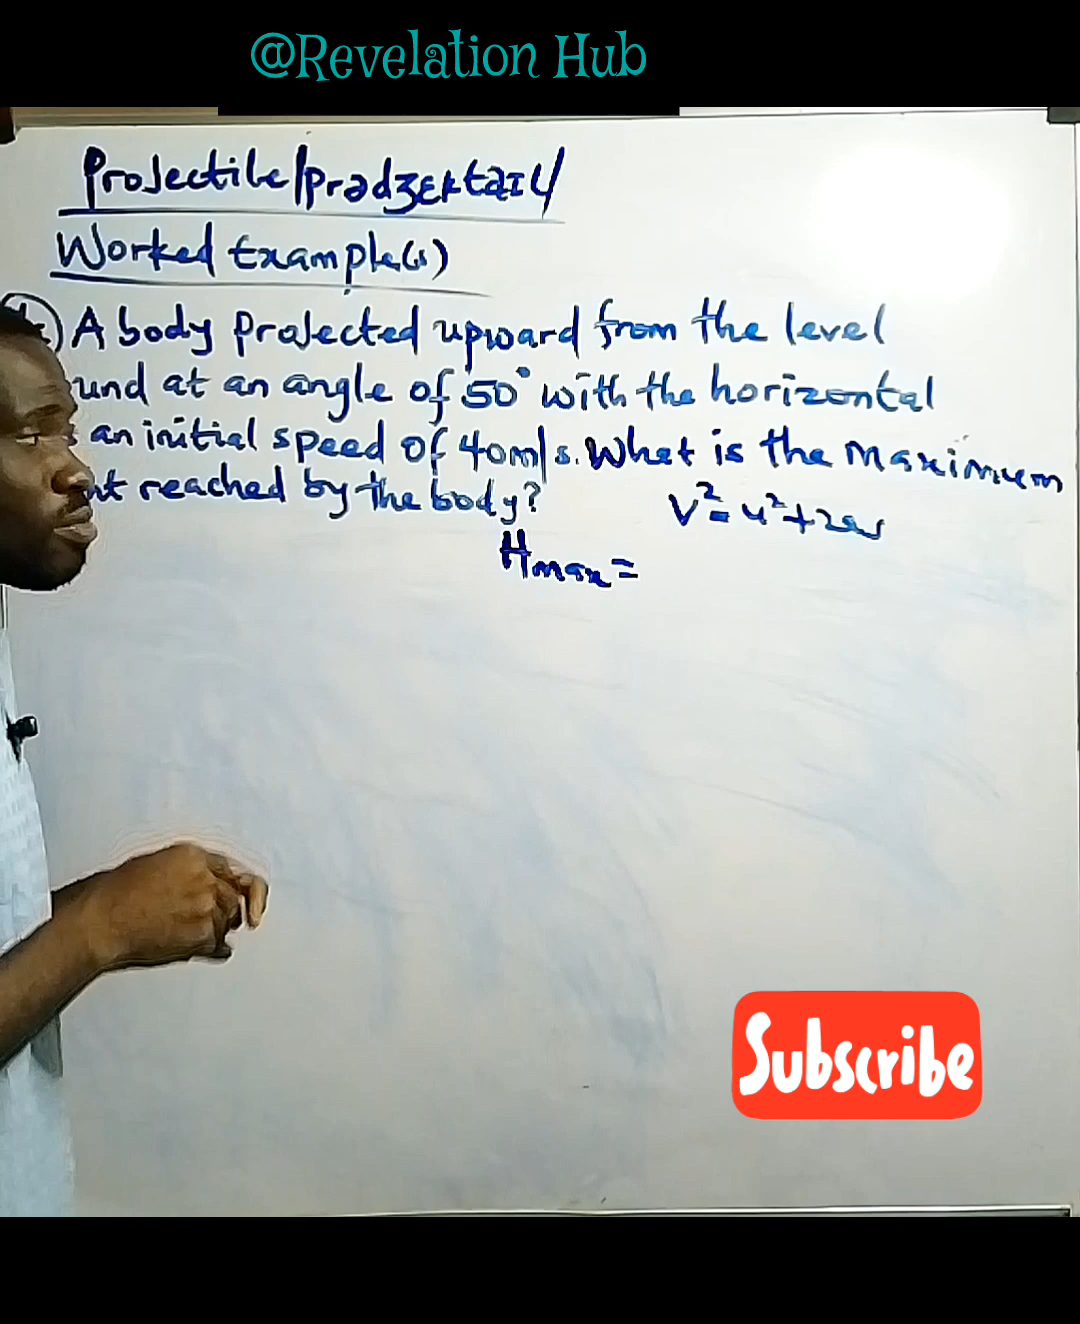 @Revelation Hub
Projectile/prədʒɛktaɪl/
Worked Example(s)
A body projected upward from the level
und at an angle of 50° with the horizontal
an initial speed of 40m/s. What is the maximum
reached by the body?
V²=u²+2as
Hmax=
Subscribe